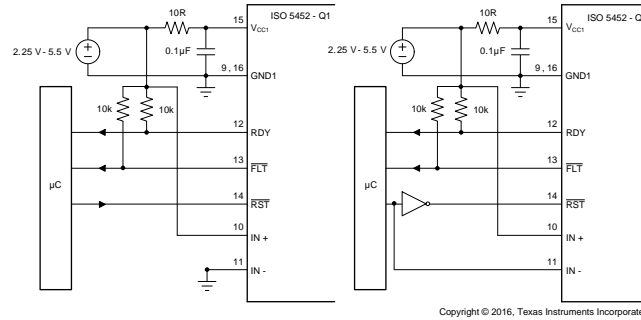 10R
15
ISO 5452 - Q1
VCC1
2.25 V - 5.5 V
0.1µF
9 , 16
GND1
10k
10k
12
RDY
13
FLT
µC
14
RST
10
IN +
11
IN -
10R
15
ISO 5452 - Q
VCC1
2.25 V - 5.5 V
0.1µF
9 , 16
GND1
10k
10k
12
RDY
13
FLT
µC
14
RST
10
IN +
11
IN -
Copyright © 2016, Texas Instruments Incorporate